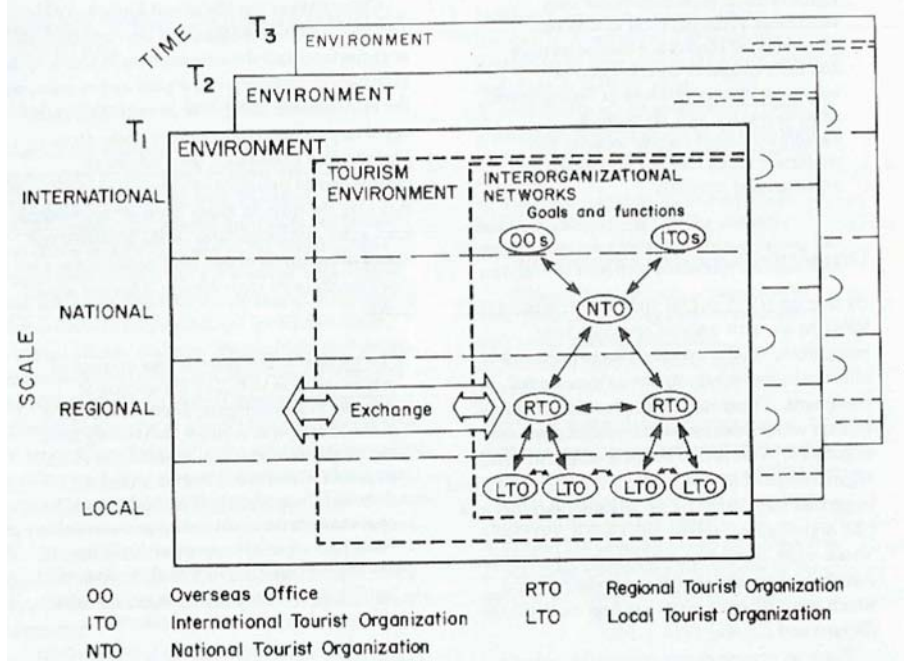 TIME
T3
ENVIRONMENT
T2
ENVIRONMENT
T1
ENVIRONMENT
TOURISM
ENVIRONMENT
INTERORGANIZATIONAL
NETWORKS
Goals and functions
SCALE
INTERNATIONAL
OOs
ITOs
NATIONAL
NTO
REGIONAL
Exchange
RTO
RTO
LOCAL
LTO
LTO
LTO
LTO
OO Overseas Office
ITO International Tourist Organization
NTO National Tourist Organization
RTO Regional Tourist Organization
LTO Local Tourist Organization